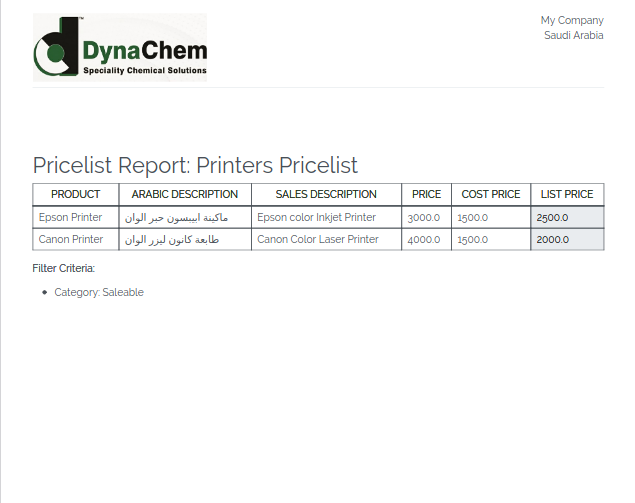 My Company
Saudi Arabia
DynaChem
Speciality Chemical Solutions
Pricelist Report: Printers Pricelist
PRODUCT ARABIC DESCRIPTION SALES DESCRIPTION PRICE COST PRICE LIST PRICE
Epson Printer ماكينة ابيبسون حبر الوان Epson color Inkjet Printer 3000.0 1500.0 2500.0
Canon Printer طابعة كانون ليزر الوان Canon Color Laser Printer 4000.0 1500.0 2000.0
Filter Criteria:
Category: Saleable